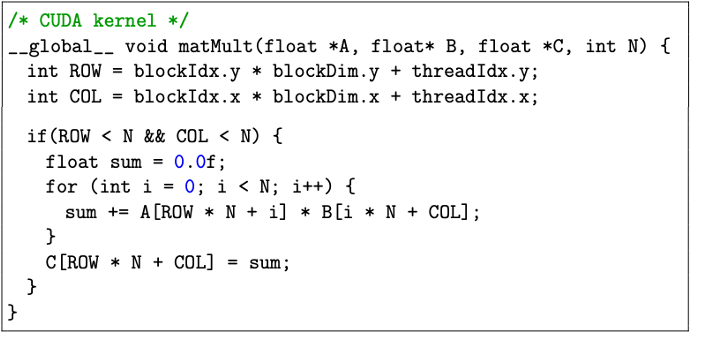 /* CUDA kernel */
__global__ void matMult(float *A, float* B, float *C, int N) {
  int ROW = blockIdx.y * blockDim.y + threadIdx.y;
  int COL = blockIdx.x * blockDim.x + threadIdx.x;

  if(ROW < N && COL < N) {
    float sum = 0.0f;
    for (int i = 0; i < N; i++) {
      sum += A[ROW * N + i] * B[i * N + COL];
    }
    C[ROW * N + COL] = sum;
  }
}